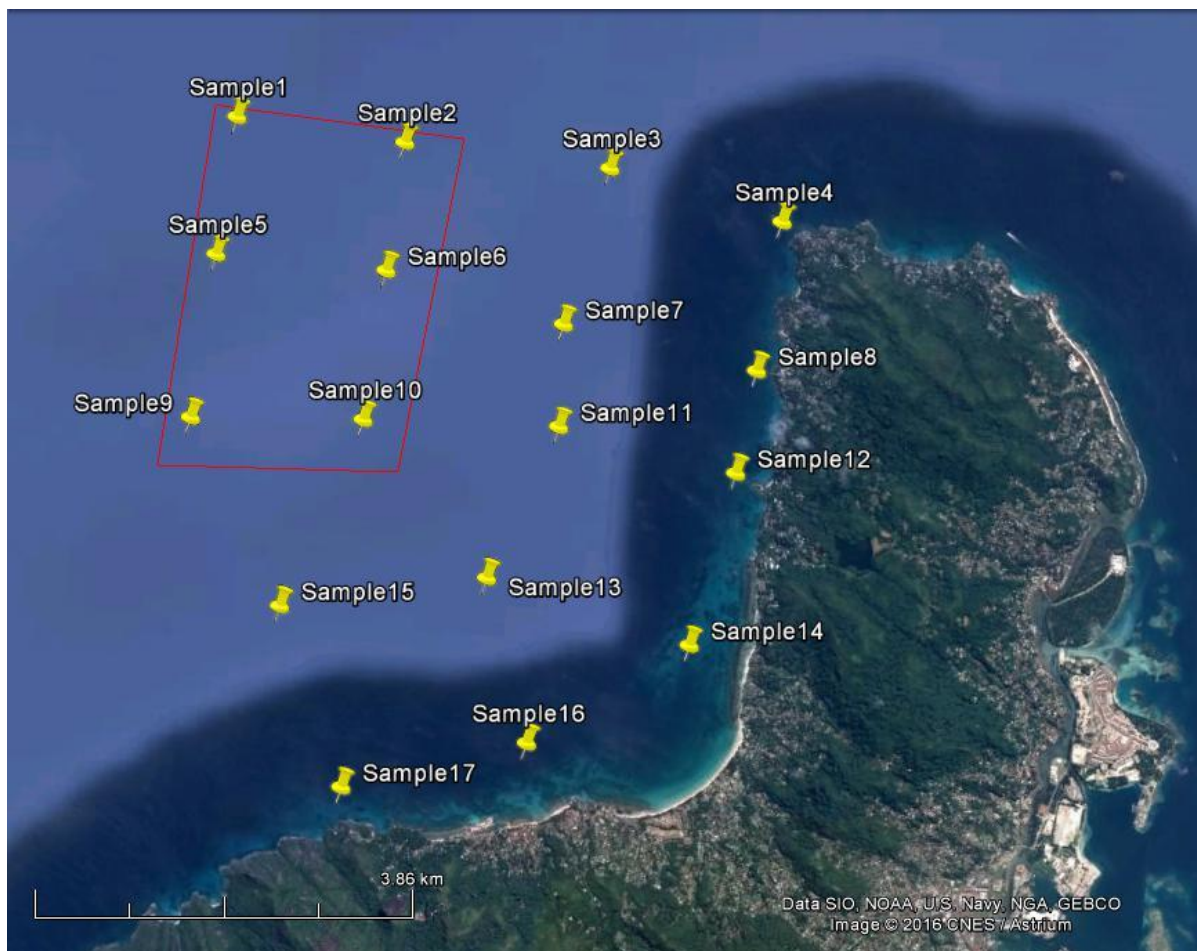 Sample1
Sample2
Sample3
Sample4
Sample5
Sample6
Sample7
Sample8
Sample9
Sample10
Sample11
Sample12
Sample13
Sample14
Sample15
Sample16
Sample17
3.86 km
Data SIO, NOAA, U.S. Navy, NGA, GEBCO
Image © 2016 CNES / Astrium